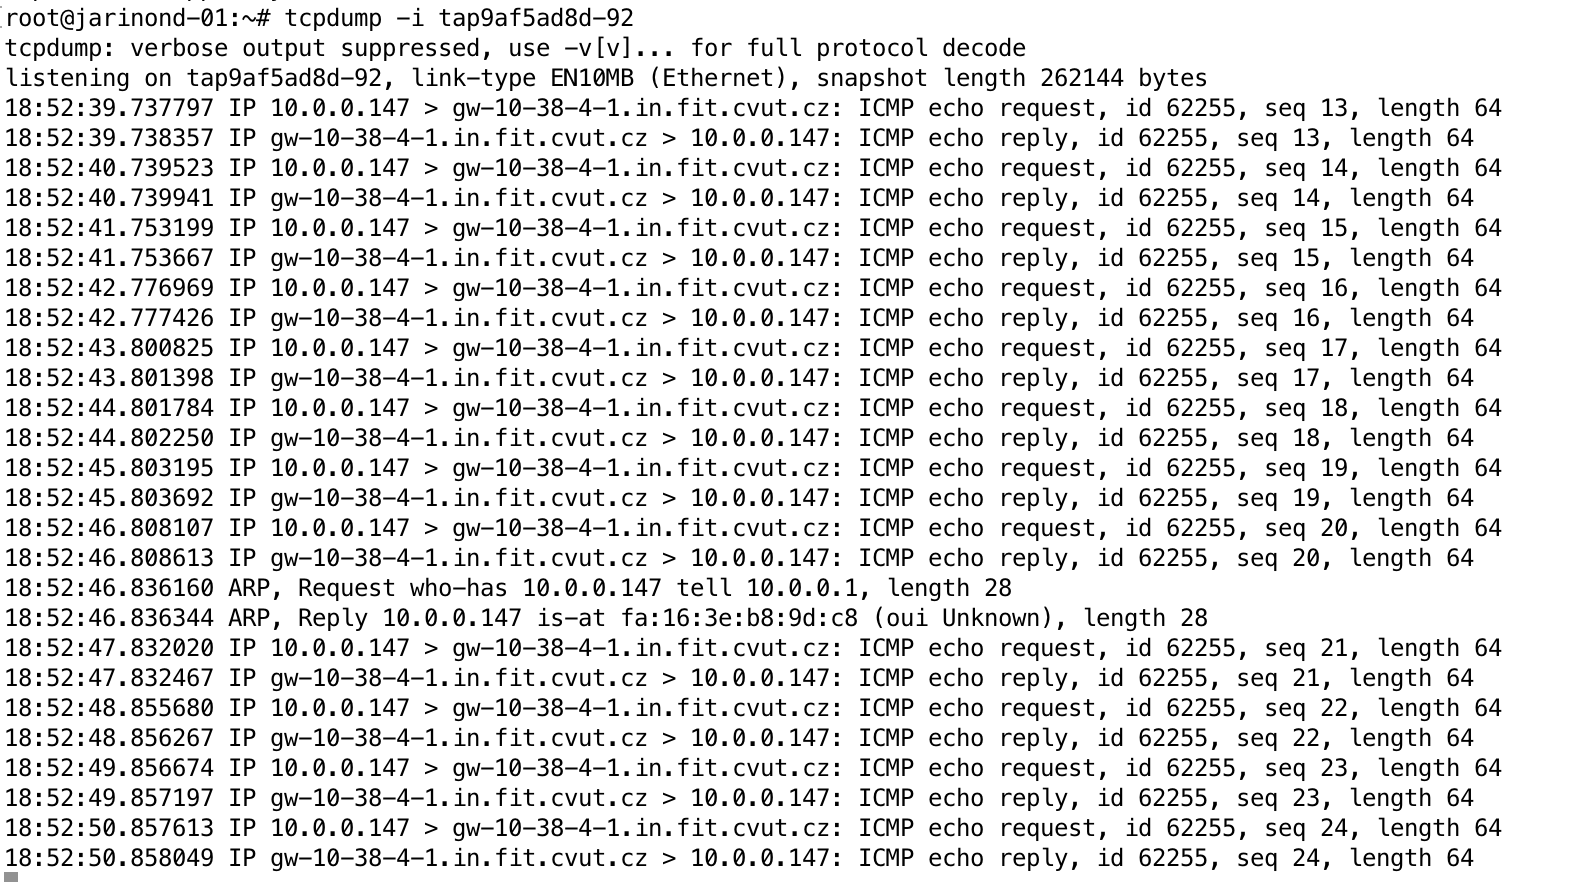 root@jarinond-01:~# tcpdump -i tap9af5ad8d-92
tcpdump: verbose output suppressed, use -v[v]... for full protocol decode
listening on tap9af5ad8d-92, link-type EN10MB (Ethernet), snapshot length 262144 bytes
18:52:39.737797 IP 10.0.0.147 > gw-10-38-4-1.in.fit.cvut.cz: ICMP echo request, id 62255, seq 13, length 64
18:52:39.738357 IP gw-10-38-4-1.in.fit.cvut.cz > 10.0.0.147: ICMP echo reply, id 62255, seq 13, length 64
18:52:40.739523 IP 10.0.0.147 > gw-10-38-4-1.in.fit.cvut.cz: ICMP echo request, id 62255, seq 14, length 64
18:52:40.739941 IP gw-10-38-4-1.in.fit.cvut.cz > 10.0.0.147: ICMP echo reply, id 62255, seq 14, length 64
18:52:41.753199 IP 10.0.0.147 > gw-10-38-4-1.in.fit.cvut.cz: ICMP echo request, id 62255, seq 15, length 64
18:52:41.753667 IP gw-10-38-4-1.in.fit.cvut.cz > 10.0.0.147: ICMP echo reply, id 62255, seq 15, length 64
18:52:42.776969 IP 10.0.0.147 > gw-10-38-4-1.in.fit.cvut.cz: ICMP echo request, id 62255, seq 16, length 64
18:52:42.777426 IP gw-10-38-4-1.in.fit.cvut.cz > 10.0.0.147: ICMP echo reply, id 62255, seq 16, length 64
18:52:43.800825 IP 10.0.0.147 > gw-10-38-4-1.in.fit.cvut.cz: ICMP echo request, id 62255, seq 17, length 64
18:52:43.801398 IP gw-10-38-4-1.in.fit.cvut.cz > 10.0.0.147: ICMP echo reply, id 62255, seq 17, length 64
18:52:44.801784 IP 10.0.0.147 > gw-10-38-4-1.in.fit.cvut.cz: ICMP echo request, id 62255, seq 18, length 64
18:52:44.802250 IP gw-10-38-4-1.in.fit.cvut.cz > 10.0.0.147: ICMP echo reply, id 62255, seq 18, length 64
18:52:45.803195 IP 10.0.0.147 > gw-10-38-4-1.in.fit.cvut.cz: ICMP echo request, id 62255, seq 19, length 64
18:52:45.803692 IP gw-10-38-4-1.in.fit.cvut.cz > 10.0.0.147: ICMP echo reply, id 62255, seq 19, length 64
18:52:46.808107 IP 10.0.0.147 > gw-10-38-4-1.in.fit.cvut.cz: ICMP echo request, id 62255, seq 20, length 64
18:52:46.808613 IP gw-10-38-4-1.in.fit.cvut.cz > 10.0.0.147: ICMP echo reply, id 62255, seq 20, length 64
18:52:46.836160 ARP, Request who-has 10.0.0.147 tell 10.0.0.1, length 28
18:52:46.836344 ARP, Reply 10.0.0.147 is-at fa:16:3e:b8:9d:c8 (oui Unknown), length 28
18:52:47.832020 IP 10.0.0.147 > gw-10-38-4-1.in.fit.cvut.cz: ICMP echo request, id 62255, seq 21, length 64
18:52:47.832467 IP gw-10-38-4-1.in.fit.cvut.cz > 10.0.0.147: ICMP echo reply, id 62255, seq 21, length 64
18:52:48.855680 IP 10.0.0.147 > gw-10-38-4-1.in.fit.cvut.cz: ICMP echo request, id 62255, seq 22, length 64
18:52:48.856267 IP gw-10-38-4-1.in.fit.cvut.cz > 10.0.0.147: ICMP echo reply, id 62255, seq 22, length 64
18:52:49.856674 IP 10.0.0.147 > gw-10-38-4-1.in.fit.cvut.cz: ICMP echo request, id 62255, seq 23, length 64
18:52:49.857197 IP gw-10-38-4-1.in.fit.cvut.cz > 10.0.0.147: ICMP echo reply, id 62255, seq 23, length 64
18:52:50.857613 IP 10.0.0.147 > gw-10-38-4-1.in.fit.cvut.cz: ICMP echo request, id 62255, seq 24, length 64
18:52:50.858049 IP gw-10-38-4-1.in.fit.cvut.cz > 10.0.0.147: ICMP echo reply, id 62255, seq 24, length 64